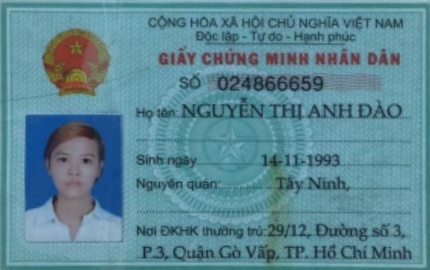 CỘNG HÒA XÃ HỘI CHỦ NGHĨA VIỆT NAM
Độc lập - Tự do - Hạnh phúc
GIẤY CHỨNG MINH NHÂN DÂN
SỐ 024866659
Họ tên: NGUYỄN THỊ ANH ĐÀO
Sinh ngày 14-11-1993
Nguyên quán: Tây Ninh,
Nơi ĐKHK thường trú: 29/12, Đường số 3,
P.3, Quận Gò Vấp, TP. Hồ Chí Minh